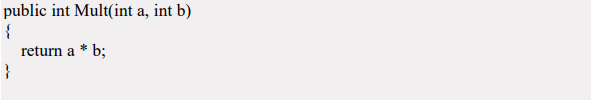 public int Mult(int a, int b)
{
return a * b;
}